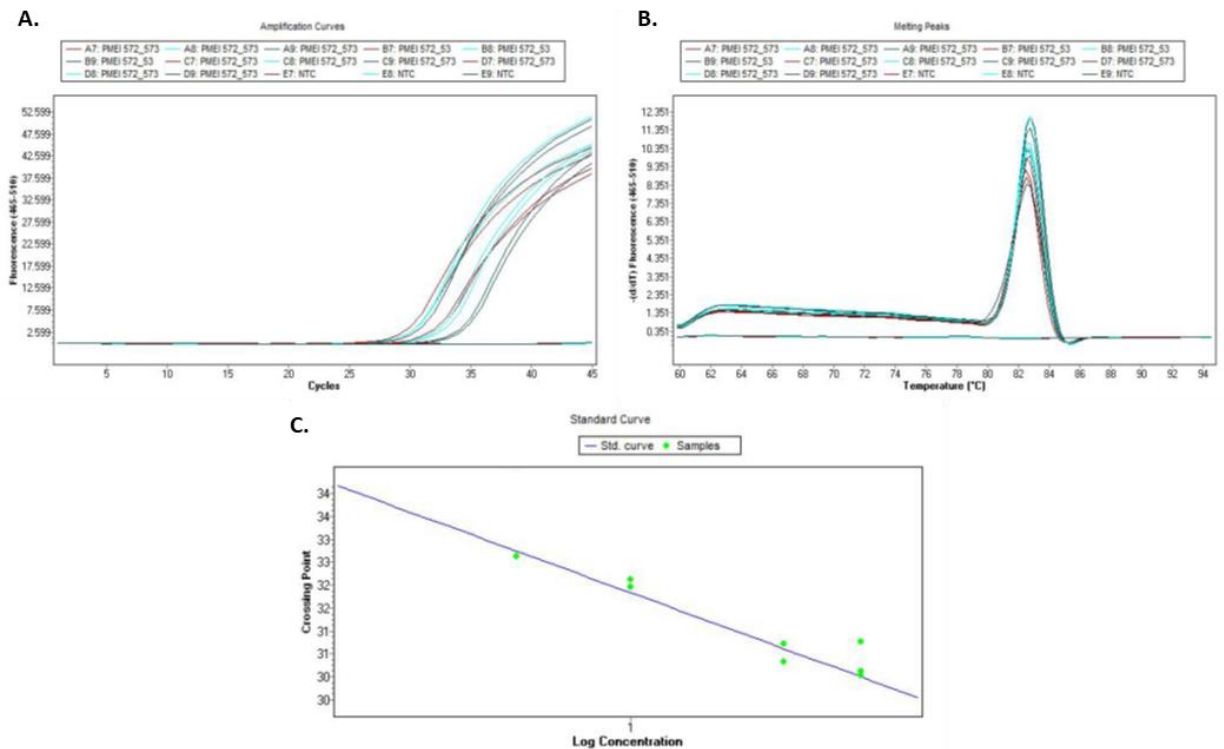 A.
Amplification Curves
A7: PMEI 572_573 A8: PMEI 572_573 A9: PMEI 572_573 B7: PMEI 572_53 B8: PMEI 572_53
B9: PMEI 572_53 C7: PMEI 572_573 C8: PMEI 572_573 C9: PMEI 572_573 D7: PMEI 572_573
D8: PMEI 572_573 D9: PMEI 572_573 E7: NTC E8: NTC E9: NTC
Fluorescence (465-510)
52.599
47.599
42.599
37.599
32.599
27.599
22.599
17.599
12.599
7.599
2.599
5 10 15 20 25 30 35 40 45
Cycles
B.
Melting Peaks
A7: PMEI 572_573 A8: PMEI 572_573 A9: PMEI 572_573 B7: PMEI 572_53 B8: PMEI 572_53
B9: PMEI 572_53 C7: PMEI 572_573 C8: PMEI 572_573 C9: PMEI 572_573 D7: PMEI 572_573
D8: PMEI 572_573 D9: PMEI 572_573 E7: NTC E8: NTC E9: NTC
-(d/dT) Fluorescence (465-510)
12.351
11.351
10.351
9.351
8.351
7.351
6.351
5.351
4.351
3.351
2.351
1.351
0.351
60 62 64 66 68 70 72 74 76 78 80 82 84 86 88 90 92 94
Temperature (°C)
C.
Standard Curve
Std. curve Samples
Crossing Point
34
34
33
33
32
32
31
31
30
30
1
Log Concentration